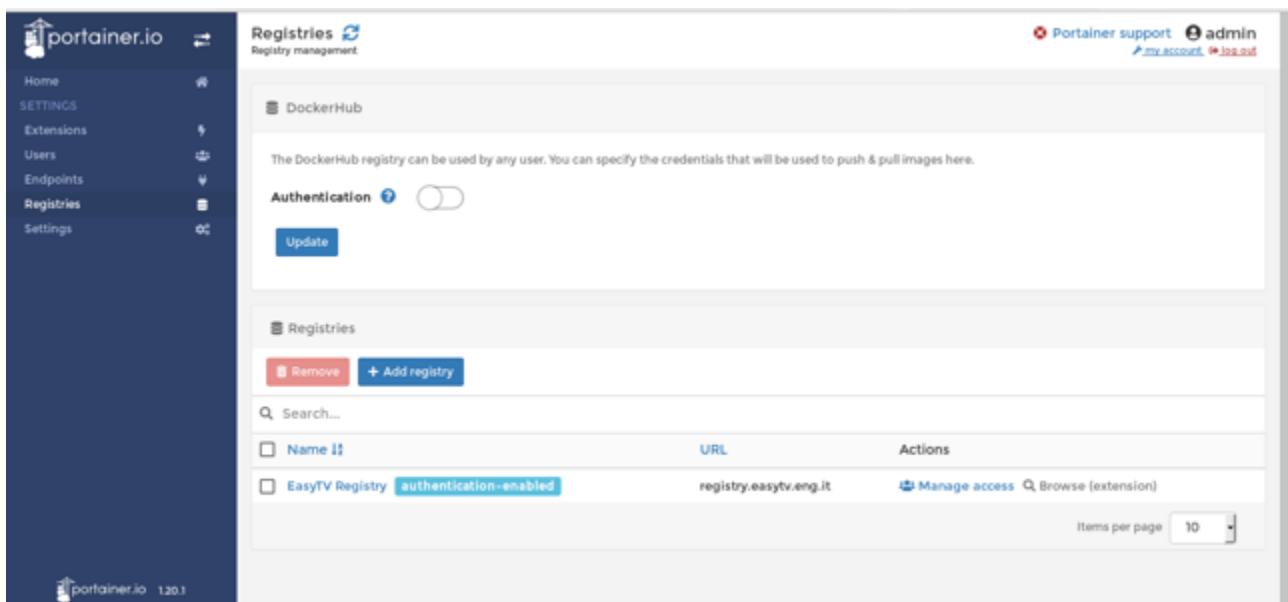 portainer.io
Home
SETTINGS
Extensions
Users
Endpoints
Registries
Settings
portainer.io 1.20.1
Registries
Registry management
Portainer support admin
my account log out
DockerHub
The DockerHub registry can be used by any user. You can specify the credentials that will be used to push & pull images here.
Authentication
Update
Registries
Remove + Add registry
Search...
Name URL Actions
EasyTV Registry authentication-enabled registry.easytv.eng.it Manage access Browse (extension)
Items per page 10